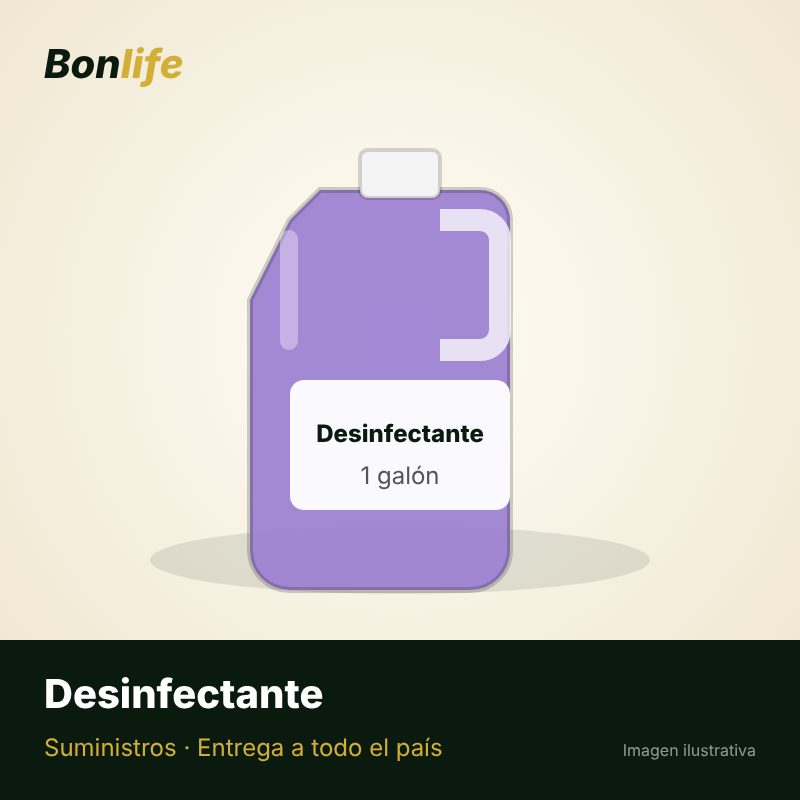 Bonlife
Desinfectante
1 galón
Desinfectante
Suministros · Entrega a todo el país
Imagen ilustrativa